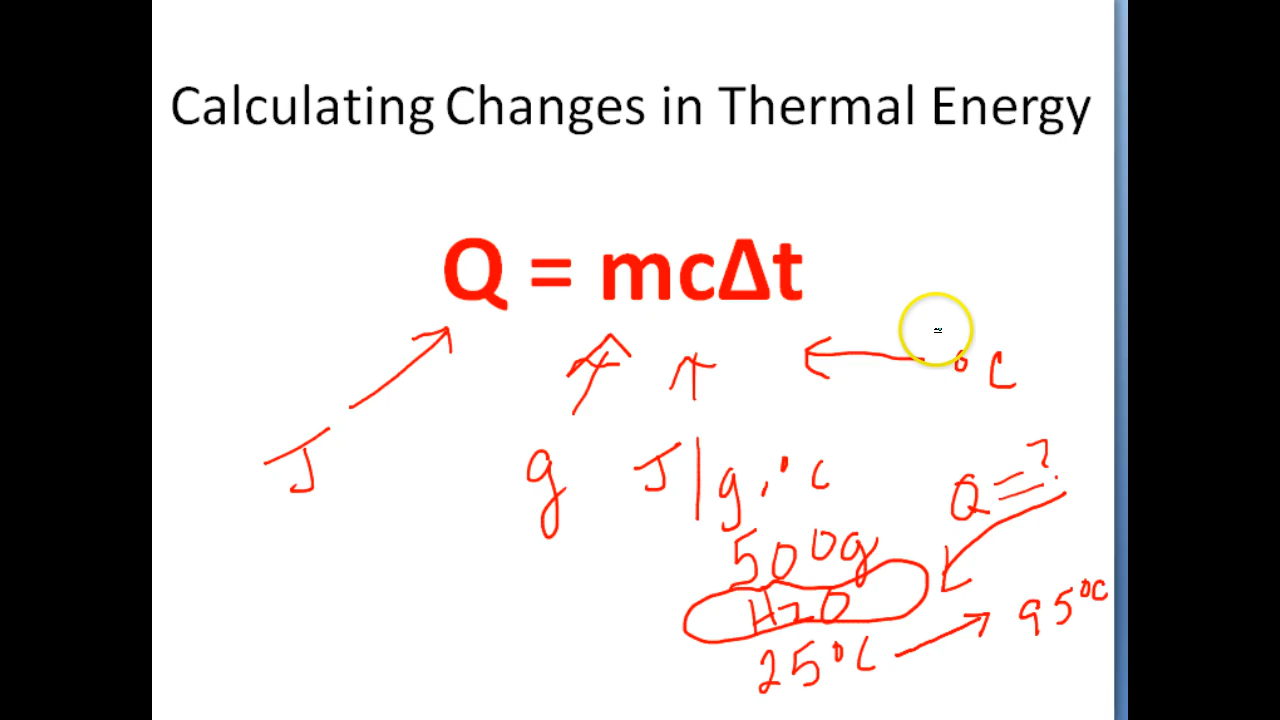 Calculating Changes in Thermal Energy
Q = mcΔt
°C
J
g
J/g·°C
Q=?
500g
H2O
25°C → 95°C